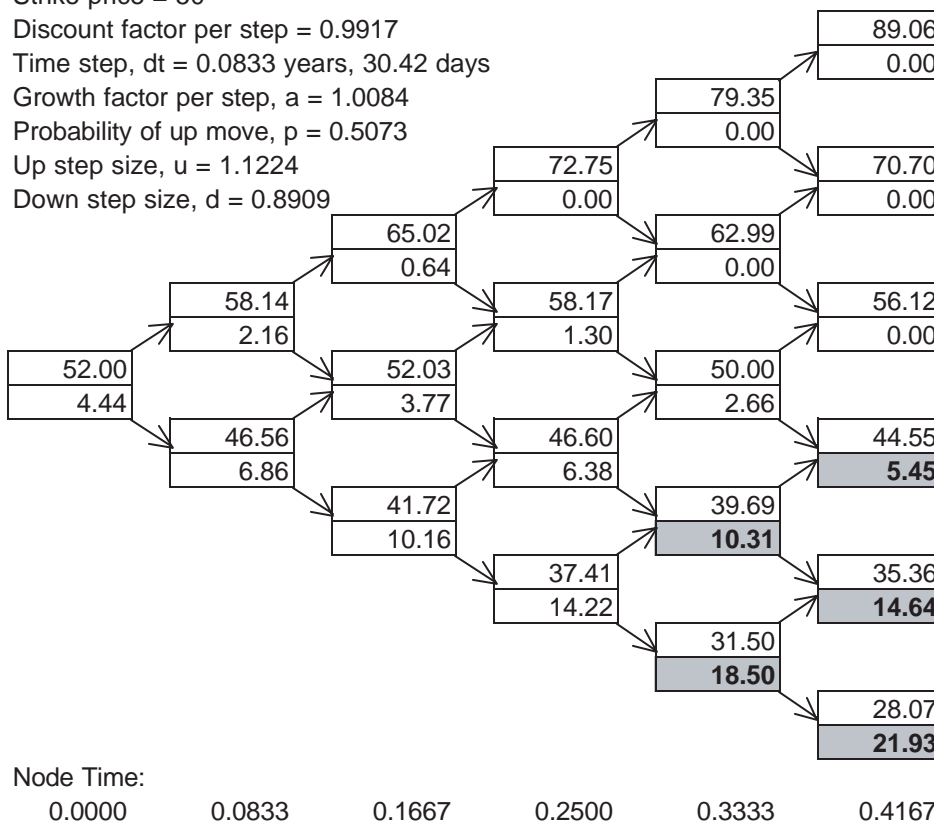 Strike price = 50
Discount factor per step = 0.9917
Time step, dt = 0.0833 years, 30.42 days
Growth factor per step, a = 1.0084
Probability of up move, p = 0.5073
Up step size, u = 1.1224
Down step size, d = 0.8909
89.06
0.00
79.35
0.00
72.75 70.70
0.00 0.00
65.02 62.99
0.64 0.00
58.14 58.17 56.12
2.16 1.30 0.00
52.00 52.03 50.00
4.44 3.77 2.66
46.56 46.60 44.55
6.86 6.38 5.45
41.72 39.69
10.16 10.31
37.41 35.36
14.22 14.64
31.50
18.50
28.07
21.93
Node Time:
0.0000 0.0833 0.1667 0.2500 0.3333 0.4167